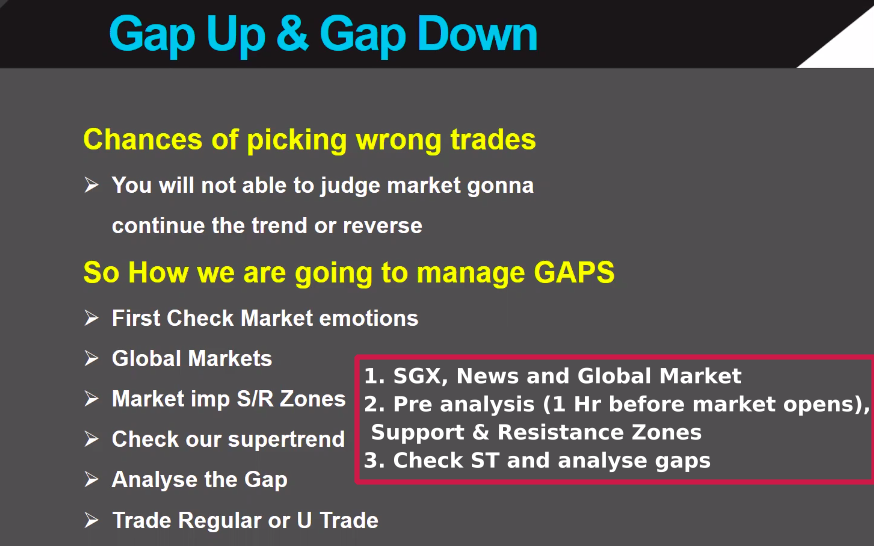 Gap Up & Gap Down
Chances of picking wrong trades
You will not able to judge market gonna
continue the trend or reverse
So How we are going to manage GAPS
First Check Market emotions
Global Markets
Market imp S/R Zones
Check our supertrend
Analyse the Gap
Trade Regular or U Trade
1. SGX, News and Global Market
2. Pre analysis (1 Hr before market opens),
Support & Resistance Zones
3. Check ST and analyse gaps